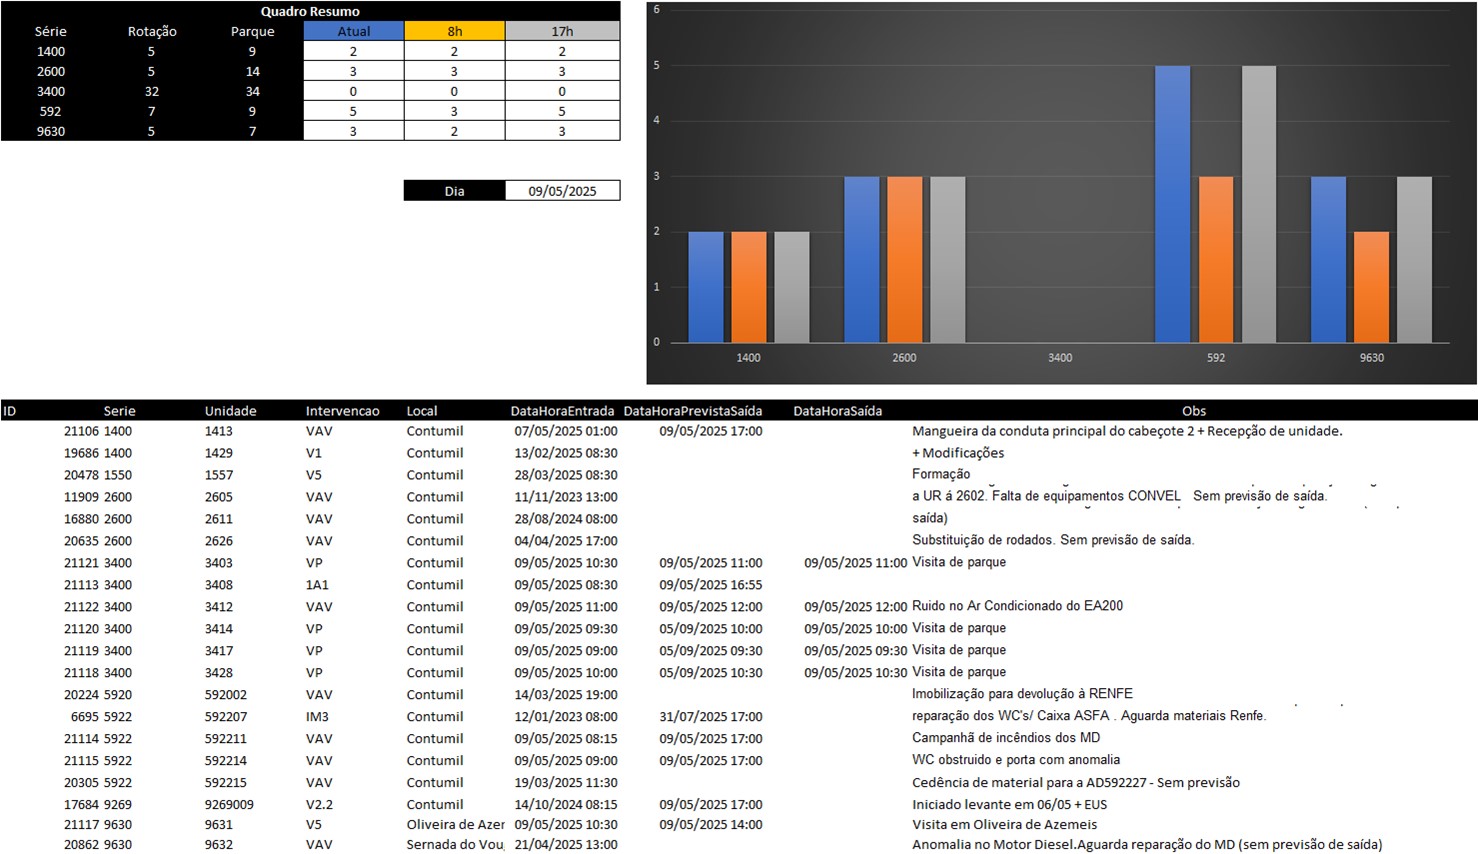 Quadro Resumo
Série Rotação Parque Atual 8h 17h
1400 5 9 2 2 2
2600 5 14 3 3 3
3400 32 34 0 0 0
592 7 9 5 3 5
9630 5 7 3 2 3
Dia 09/05/2025
6
5
4
3
2
1
0
1400 2600 3400 592 9630
ID Serie Unidade Intervencao Local DataHoraEntrada DataHoraPrevistaSaída DataHoraSaída Obs
21106 1400 1413 VAV Contumil 07/05/2025 01:00 09/05/2025 17:00 Mangueira da conduta principal do cabeçote 2 + Recepção de unidade.
19686 1400 1429 V1 Contumil 13/02/2025 08:30 + Modificações
20478 1550 1557 V5 Contumil 28/03/2025 08:30 Formação
11909 2600 2605 VAV Contumil 11/11/2023 13:00 a UR á 2602. Falta de equipamentos CONVEL Sem previsão de saída.
16880 2600 2611 VAV Contumil 28/08/2024 08:00 saída)
20635 2600 2626 VAV Contumil 04/04/2025 17:00 Substituição de rodados. Sem previsão de saída.
21121 3400 3403 VP Contumil 09/05/2025 10:30 09/05/2025 11:00 09/05/2025 11:00 Visita de parque
21113 3400 3408 1A1 Contumil 09/05/2025 08:30 09/05/2025 16:55
21122 3400 3412 VAV Contumil 09/05/2025 11:00 09/05/2025 12:00 09/05/2025 12:00 Ruido no Ar Condicionado do EA200
21120 3400 3414 VP Contumil 09/05/2025 09:30 05/09/2025 10:00 09/05/2025 10:00 Visita de parque
21119 3400 3417 VP Contumil 09/05/2025 09:00 05/09/2025 09:30 09/05/2025 09:30 Visita de parque
21118 3400 3428 VP Contumil 09/05/2025 10:00 05/09/2025 10:30 09/05/2025 10:30 Visita de parque
20224 5920 592002 VAV Contumil 14/03/2025 19:00 Imobilização para devolução à RENFE
6695 5922 592207 IM3 Contumil 12/01/2023 08:00 31/07/2025 17:00 reparação dos WC's/ Caixa ASFA . Aguarda materiais Renfe.
21114 5922 592211 VAV Contumil 09/05/2025 08:15 09/05/2025 17:00 Campanhã de incêndios dos MD
21115 5922 592214 VAV Contumil 09/05/2025 09:00 09/05/2025 17:00 WC obstruido e porta com anomalia
20305 5922 592215 VAV Contumil 19/03/2025 11:30 Cedência de material para a AD592227 - Sem previsão
17684 9269 9269009 V2.2 Contumil 14/10/2024 08:15 09/05/2025 17:00 Iniciado levante em 06/05 + EUS
21117 9630 9631 V5 Oliveira de Azer 09/05/2025 10:30 09/05/2025 14:00 Visita em Oliveira de Azemeis
20862 9630 9632 VAV Sernada do Vou 21/04/2025 13:00 Anomalia no Motor Diesel.Aguarda reparação do MD (sem previsão de saída)